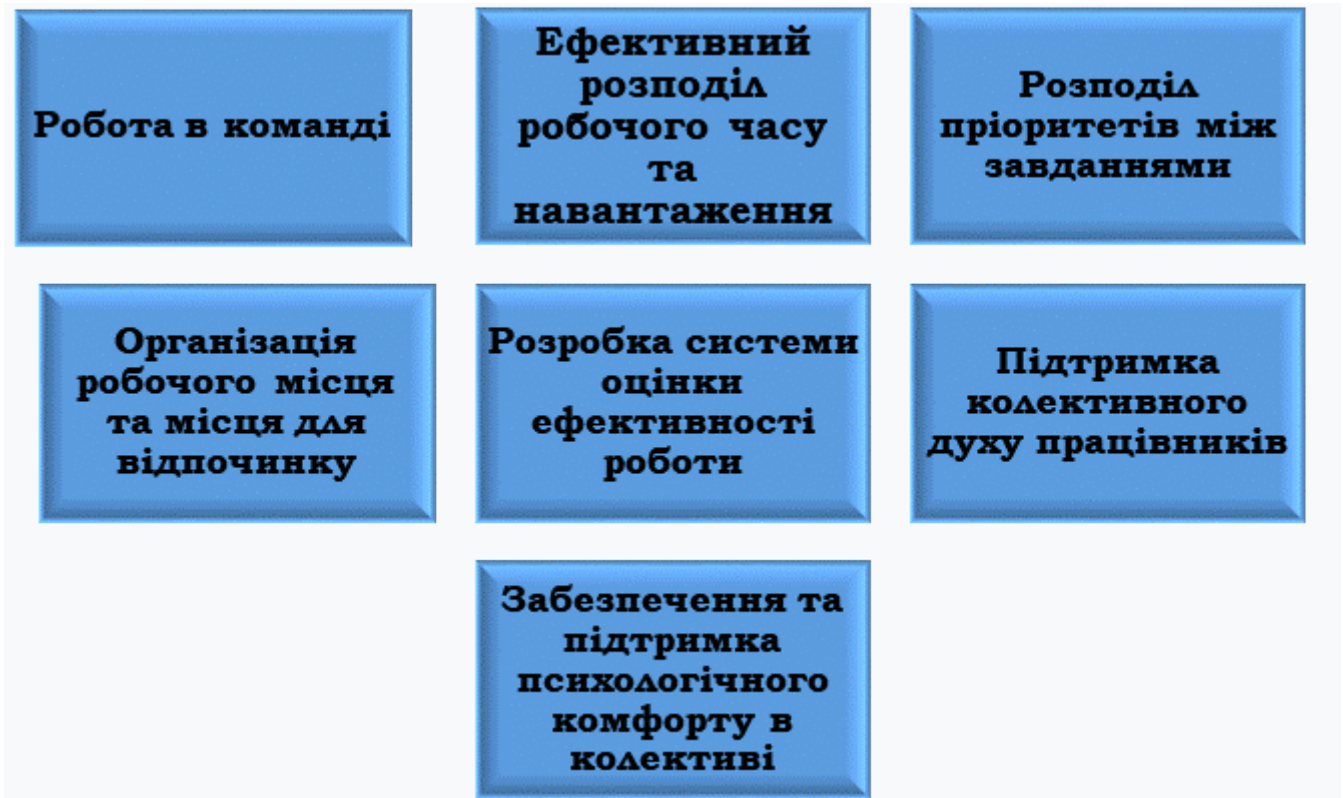 Робота в команді
Ефективний
розподіл
робочого часу
та
навантаження
Розподіл
пріоритетів між
завданнями
Організація
робочого місця
та місця для
відпочинку
Розробка системи
оцінки
ефективності
роботи
Підтримка
колективного
духу працівників
Забезпечення та
підтримка
психологічного
комфорту в
колективі